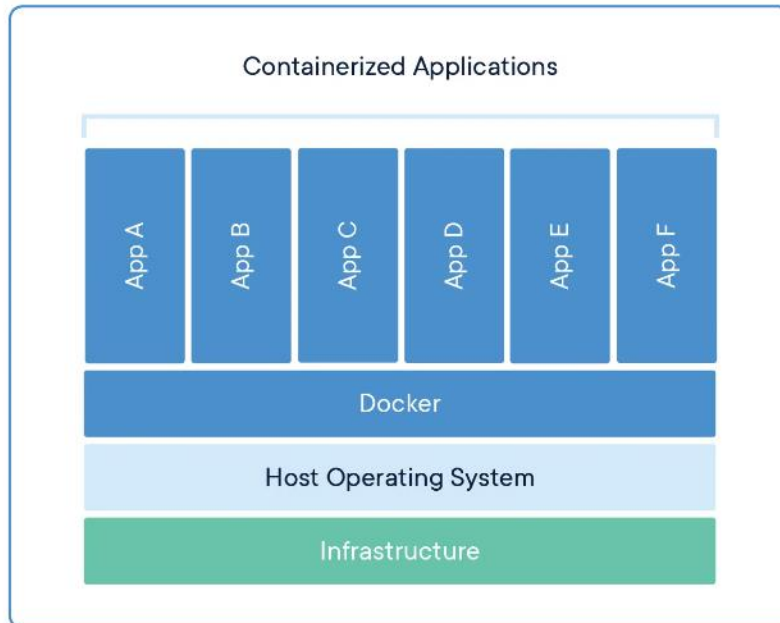 Containerized Applications
App A
App B
App C
App D
App E
App F
Docker
Host Operating System
Infrastructure